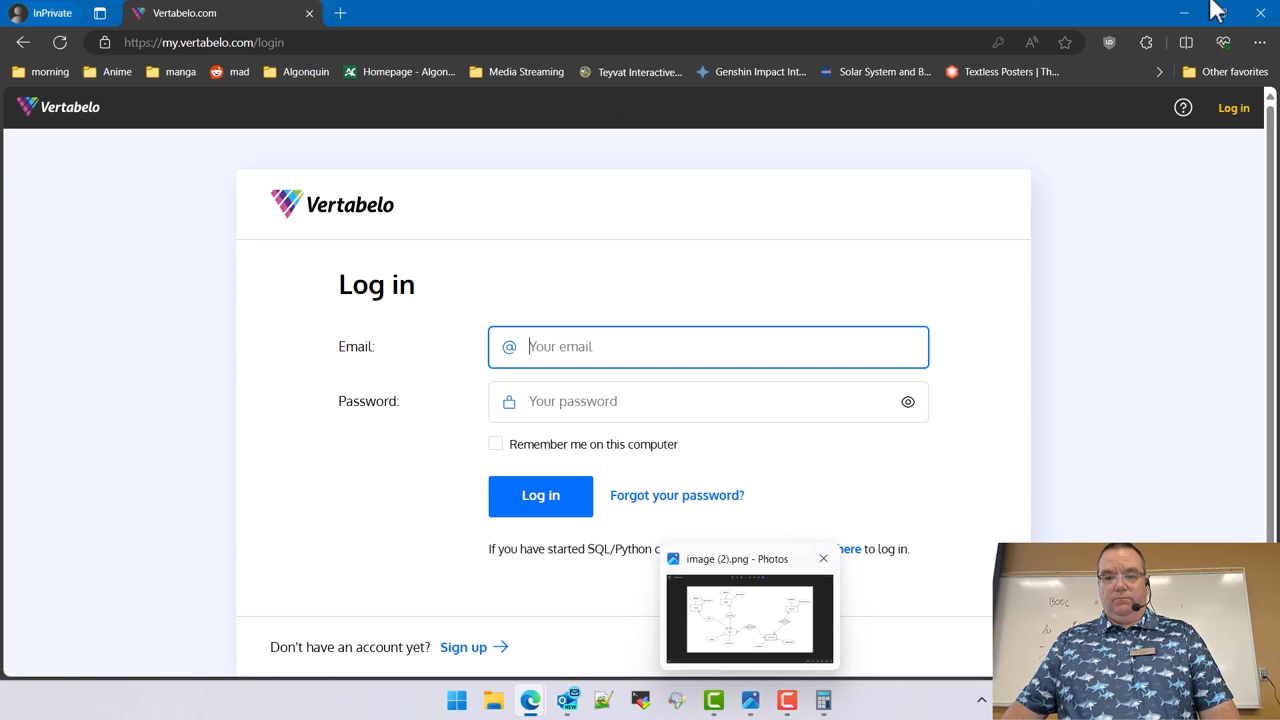 InPrivate
Vertabelo.com
https://my.vertabelo.com/login
morning
Anime
manga
mad
Algonquin
Homepage - Algon...
Media Streaming
Teyvat Interactive...
Genshin Impact Int...
Solar System and B...
Textless Posters | Th...
Other favorites
Vertabelo
Log in
Vertabelo
Log in
Email:
Your email
Password:
Your password
Remember me on this computer
Log in
Forgot your password?
If you have started SQL/Python
here to log in.
image (2).png - Photos
Don't have an account yet? Sign up
NEW